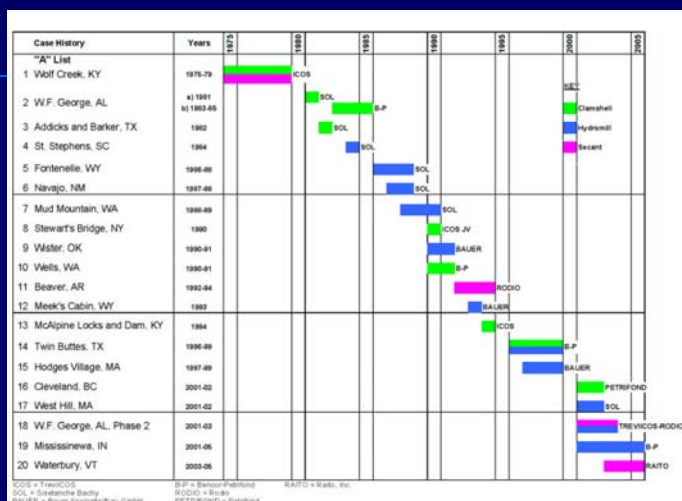 Case History Years 1975 1980 1985 1990 1995 2000 2005
"A" List
1 Wolf Creek, KY 1975-79 ICOS
KEY
2 W.F. George, AL a) 1981 SOL
b) 1983-85 B-P Clamshell
3 Addicks and Barker, TX 1982 SOL Hydromill
4 St. Stephens, SC 1984 SOL Secant
5 Fontenelle, WY 1986-88 SOL
6 Navajo, NM 1987-88 SOL
7 Mud Mountain, WA 1988-89 SOL
8 Stewart's Bridge, NY 1990 ICOS JV
9 Wister, OK 1990-91 BAUER
10 Wells, WA 1990-91 B-P
11 Beaver, AR 1992-94 RODIO
12 Meek's Cabin, WY 1993 BAUER
13 McAlpine Locks and Dam, KY 1994 ICOS
14 Twin Buttes, TX 1996-99 B-P
15 Hodges Village, MA 1997-99 BAUER
16 Cleveland, BC 2001-02 PETRIFOND
17 West Hill, MA 2001-02 SOL
18 W.F. George, AL, Phase 2 2001-03 TREVIICOS-RODIO
19 Mississinewa, IN 2001-05 B-P
20 Waterbury, VT 2003-05 RAITO
ICOS = TreviICOS B-P = Bencor-Petrifond RAITO = Raito, Inc.
SOL = Soletanche Bachy RODIO = Rodio